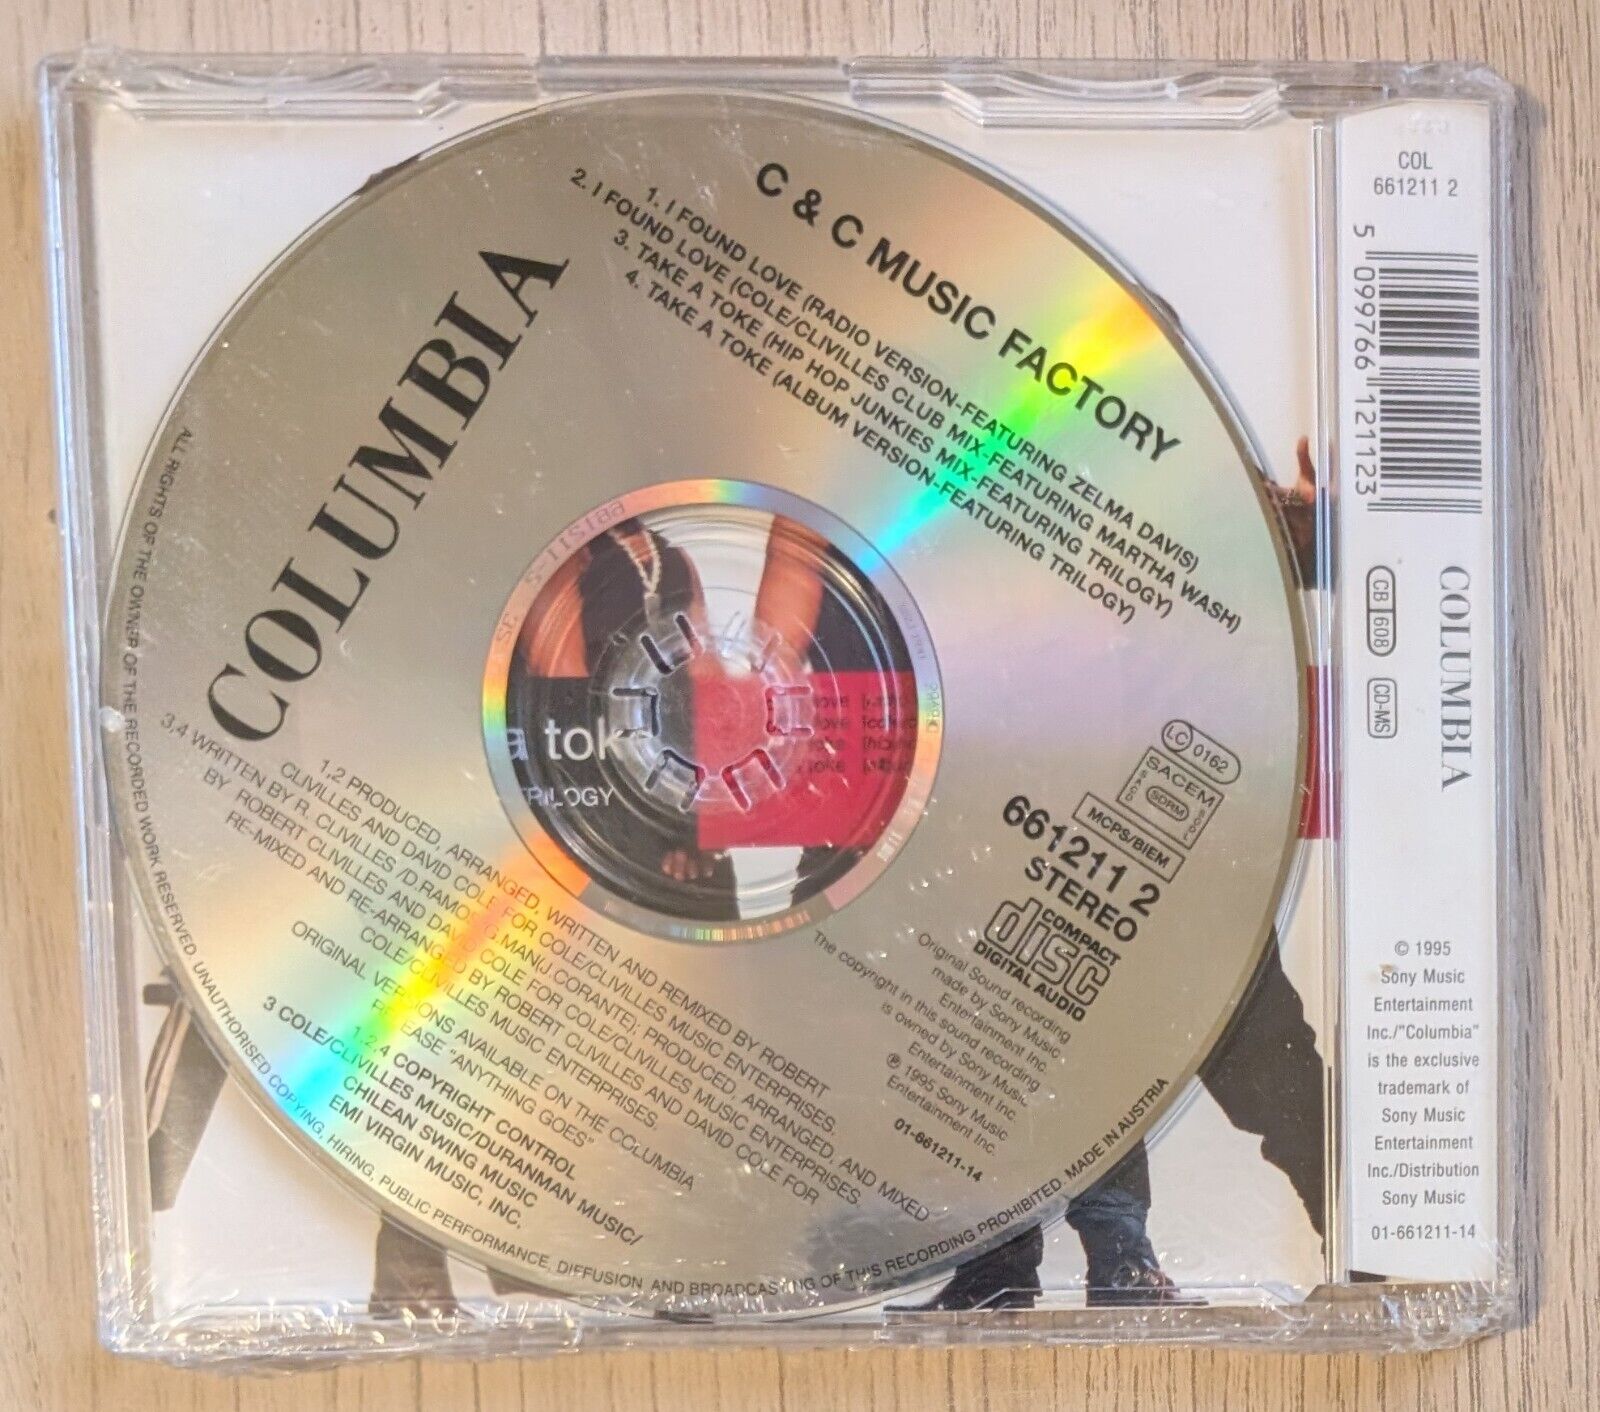 C & C MUSIC FACTORY
1. I FOUND LOVE (RADIO VERSION-FEATURING ZELMA DAVIS)
2. I FOUND LOVE (COLE/CLIVILLES CLUB MIX-FEATURING MARTHA WASH)
3. TAKE A TOKE (HIP HOP JUNKIES MIX-FEATURING TRILOGY)
4. TAKE A TOKE (ALBUM VERSION-FEATURING TRILOGY)
COLUMBIA
a tok
TRILOGY
love
love
toke
toke
LC 0162
SACEM
SACD
SDRM
MCPS/BIEM
661211 2
STEREO
COMPACT
disc
DIGITAL AUDIO
Original Sound recording
made by Sony Music
Entertainment Inc.
The copyright in this sound recording
is owned by Sony Music
Entertainment Inc.
℗ 1995 Sony Music
Entertainment Inc.
01-661211-14
1,2 PRODUCED, ARRANGED, WRITTEN AND REMIXED BY ROBERT
CLIVILLES AND DAVID COLE FOR COLE/CLIVILLES MUSIC ENTERPRISES.
3,4 WRITTEN BY R. CLIVILLES /D.RAMOS/G.MAN(J CORANTE); PRODUCED, ARRANGED, AND MIXED
BY ROBERT CLIVILLES AND DAVID COLE FOR COLE/CLIVILLES MUSIC ENTERPRISES.
RE-MIXED AND RE-ARRANGED BY ROBERT CLIVILLES AND DAVID COLE FOR
COLE/CLIVILLES MUSIC ENTERPRISES.
ORIGINAL VERSIONS AVAILABLE ON THE COLUMBIA
RELEASE "ANYTHING GOES"
1,2,4 COPYRIGHT CONTROL
3 COLE/CLIVILLES MUSIC/DURANMAN MUSIC/
CHILEAN SWING MUSIC
EMI VIRGIN MUSIC, INC.
ALL RIGHTS OF THE OWNER OF THE RECORDED WORK RESERVED. UNAUTHORISED COPYING, HIRING, PUBLIC PERFORMANCE, DIFFUSION AND BROADCASTING OF THIS RECORDING PROHIBITED. MADE IN AUSTRIA
COL
661211 2
5 099766 121123
CB 608
CD-MS
COLUMBIA
© 1995
Sony Music
Entertainment
Inc./"Columbia"
is the exclusive
trademark of
Sony Music
Entertainment
Inc./Distribution
Sony Music
01-661211-14